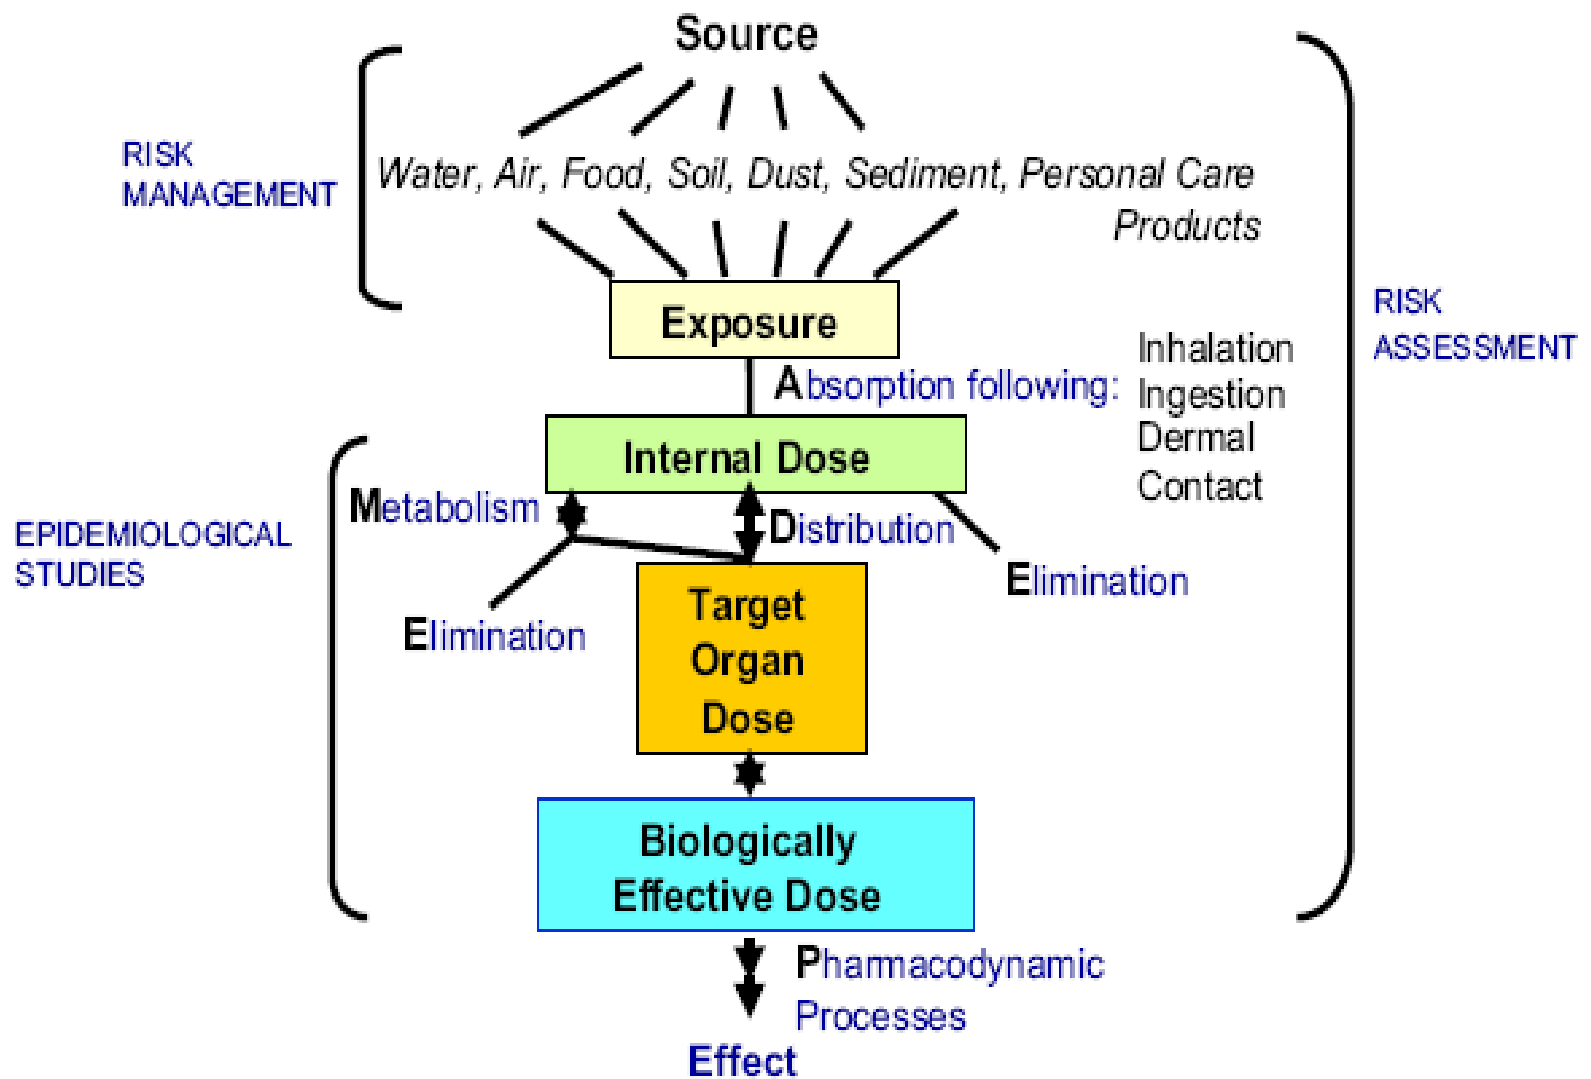 Source
RISK
MANAGEMENT
Water, Air, Food, Soil, Dust, Sediment, Personal Care
Products
Exposure
RISK
ASSESSMENT
Absorption following:
Inhalation
Ingestion
Dermal
Contact
Internal Dose
Metabolism
Distribution
EPIDEMIOLOGICAL
STUDIES
Elimination
Elimination
Target
Organ
Dose
Biologically
Effective Dose
Pharmacodynamic
Processes
Effect